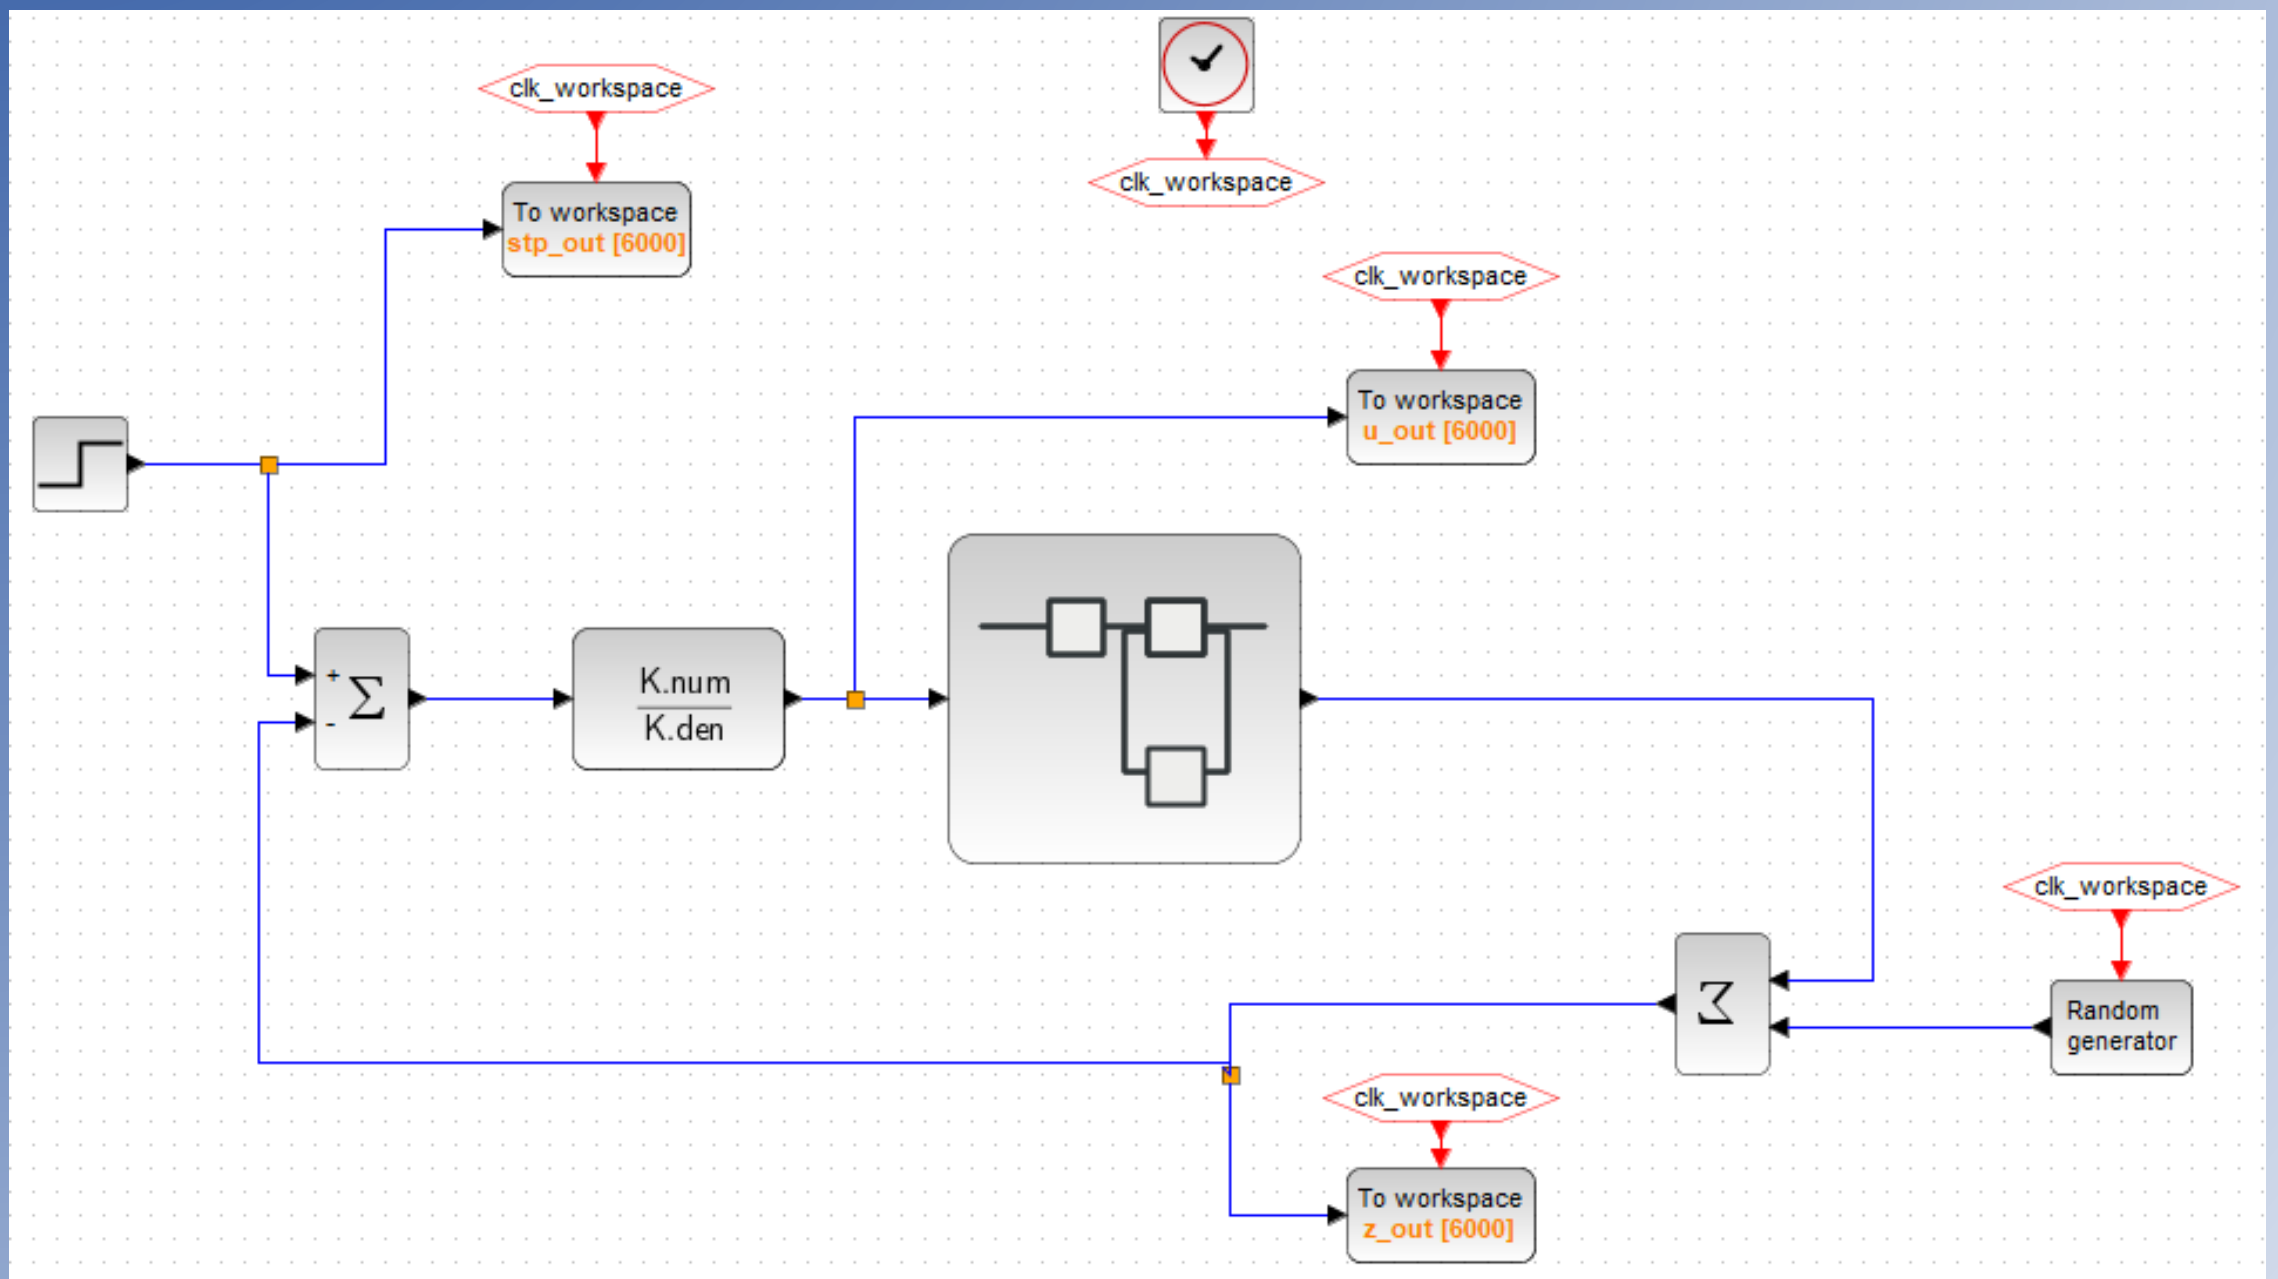 clk_workspace
clk_workspace
To workspace
stp_out [6000]
clk_workspace
To workspace
u_out [6000]
+
-
Σ
K.num
K.den
clk_workspace
Σ
Random
generator
clk_workspace
To workspace
z_out [6000]